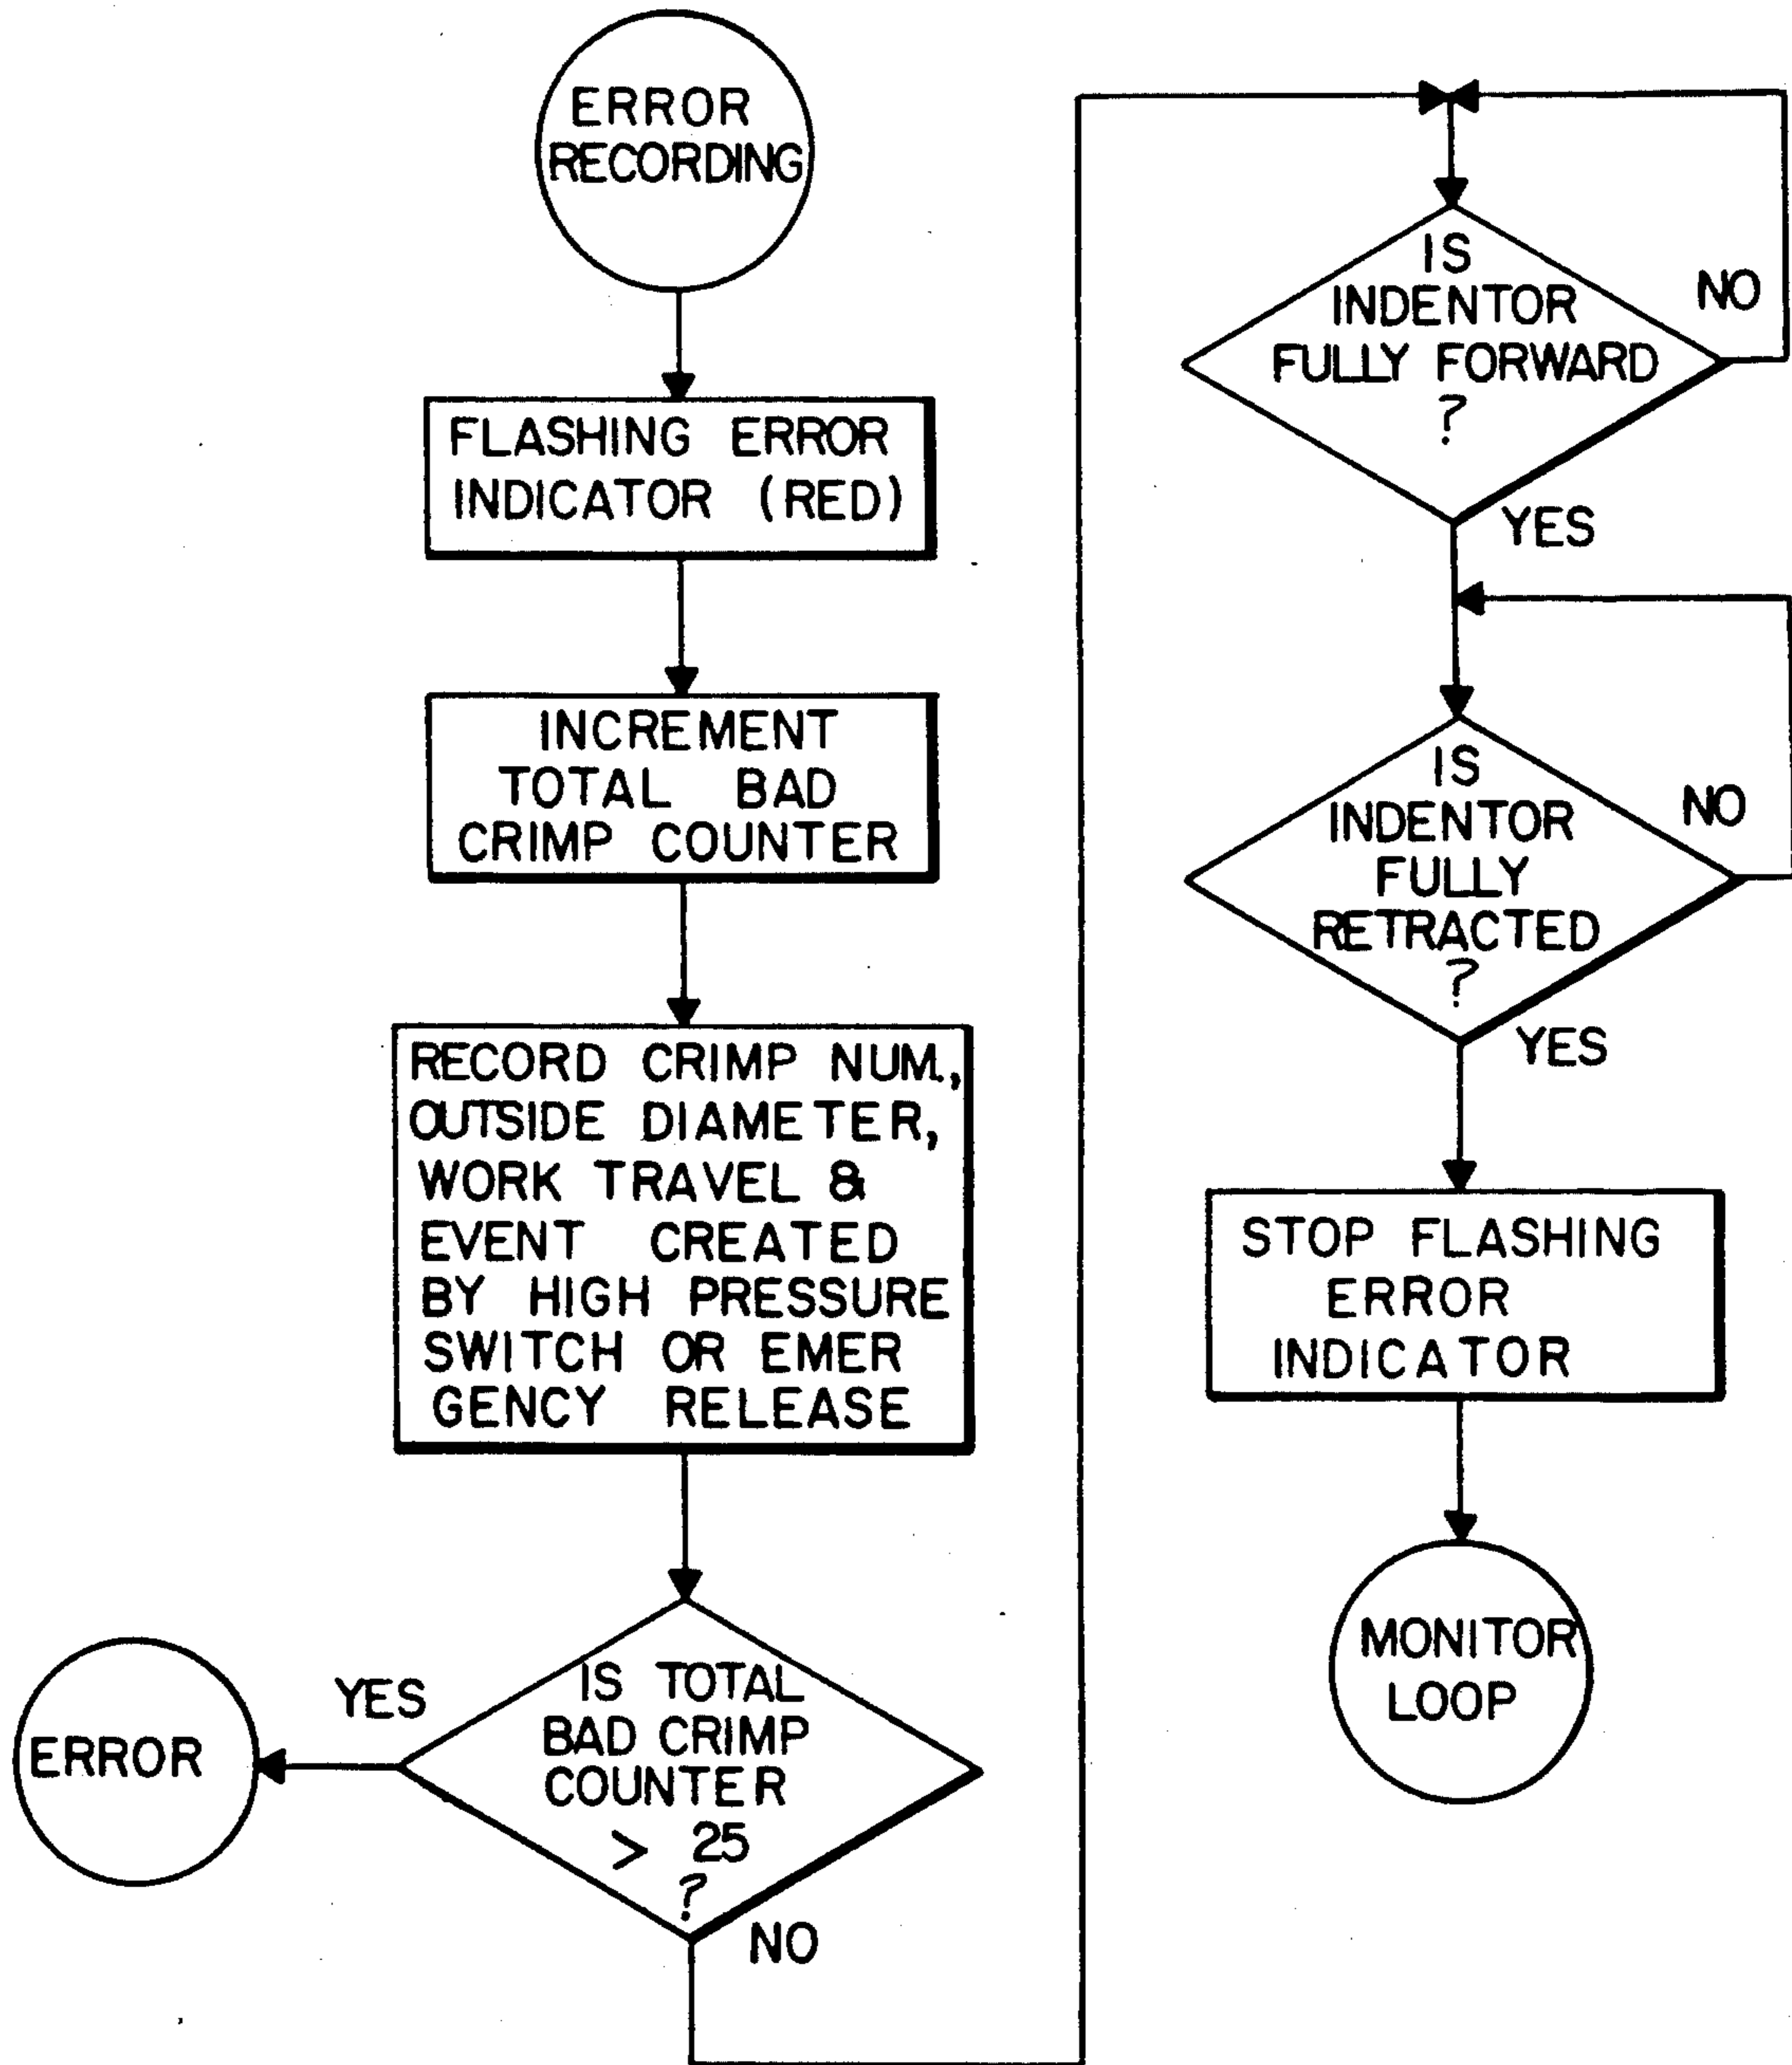 ERROR
RECORDING
FLASHING ERROR
INDICATOR (RED)
INCREMENT
TOTAL BAD
CRIMP COUNTER
RECORD CRIMP NUM.,
OUTSIDE DIAMETER,
WORK TRAVEL &
EVENT CREATED
BY HIGH PRESSURE
SWITCH OR EMER
GENCY RELEASE
IS TOTAL
BAD CRIMP
COUNTER
> 25
?
YES
ERROR
NO
IS
INDENTOR
FULLY FORWARD
?
NO
YES
IS
INDENTOR
FULLY
RETRACTED
?
NO
YES
STOP FLASHING
ERROR
INDICATOR
MONITOR
LOOP